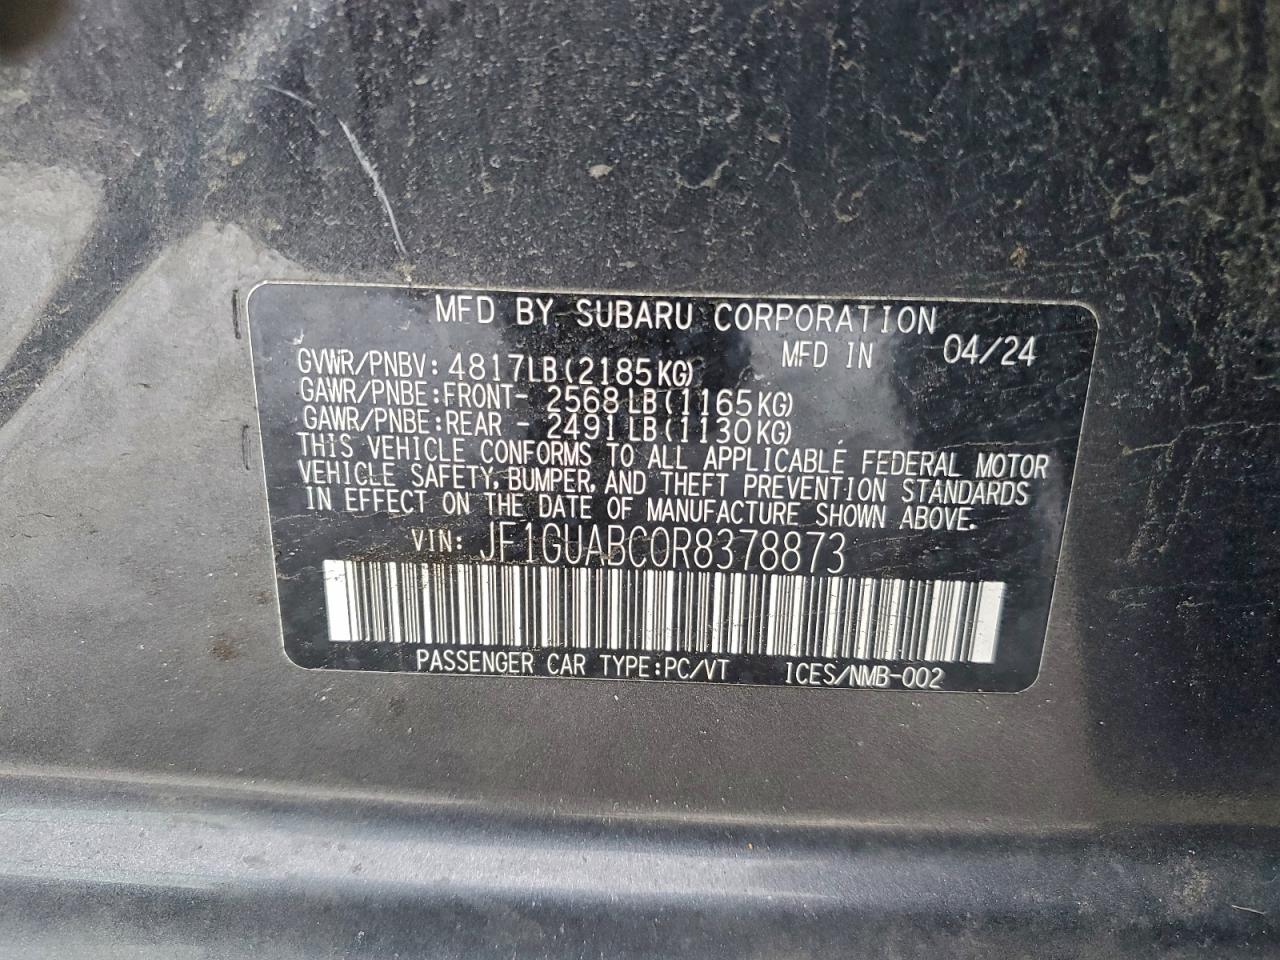 MFD BY SUBARU CORPORATION
MFD IN 04/24
GVWR/PNBV: 4817LB(2185KG)
GAWR/PNBE:FRONT- 2568LB(1165KG)
GAWR/PNBE:REAR - 2491LB(1130KG)
THIS VEHICLE CONFORMS TO ALL APPLICABLE FEDERAL MOTOR
VEHICLE SAFETY, BUMPER, AND THEFT PREVENTION STANDARDS
IN EFFECT ON THE DATE OF MANUFACTURE SHOWN ABOVE.
VIN: JF1GUABC0R8378873
PASSENGER CAR TYPE:PC/VT ICES/NMB-002